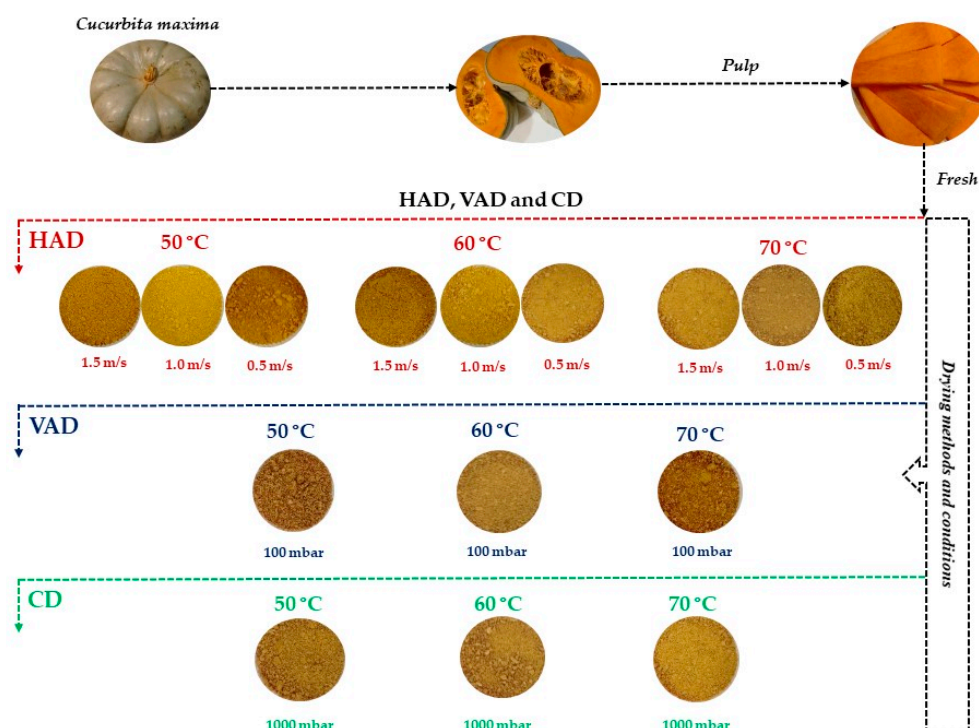 Cucurbita maxima
Pulp
Fresh
HAD, VAD and CD
HAD
50 °C
60 °C
70 °C
1.5 m/s
1.0 m/s
0.5 m/s
1.5 m/s
1.0 m/s
0.5 m/s
1.5 m/s
1.0 m/s
0.5 m/s
Drying methods and conditions
VAD
50 °C
60 °C
70 °C
100 mbar
100 mbar
100 mbar
CD
50 °C
60 °C
70 °C
1000 mbar
1000 mbar
1000 mbar